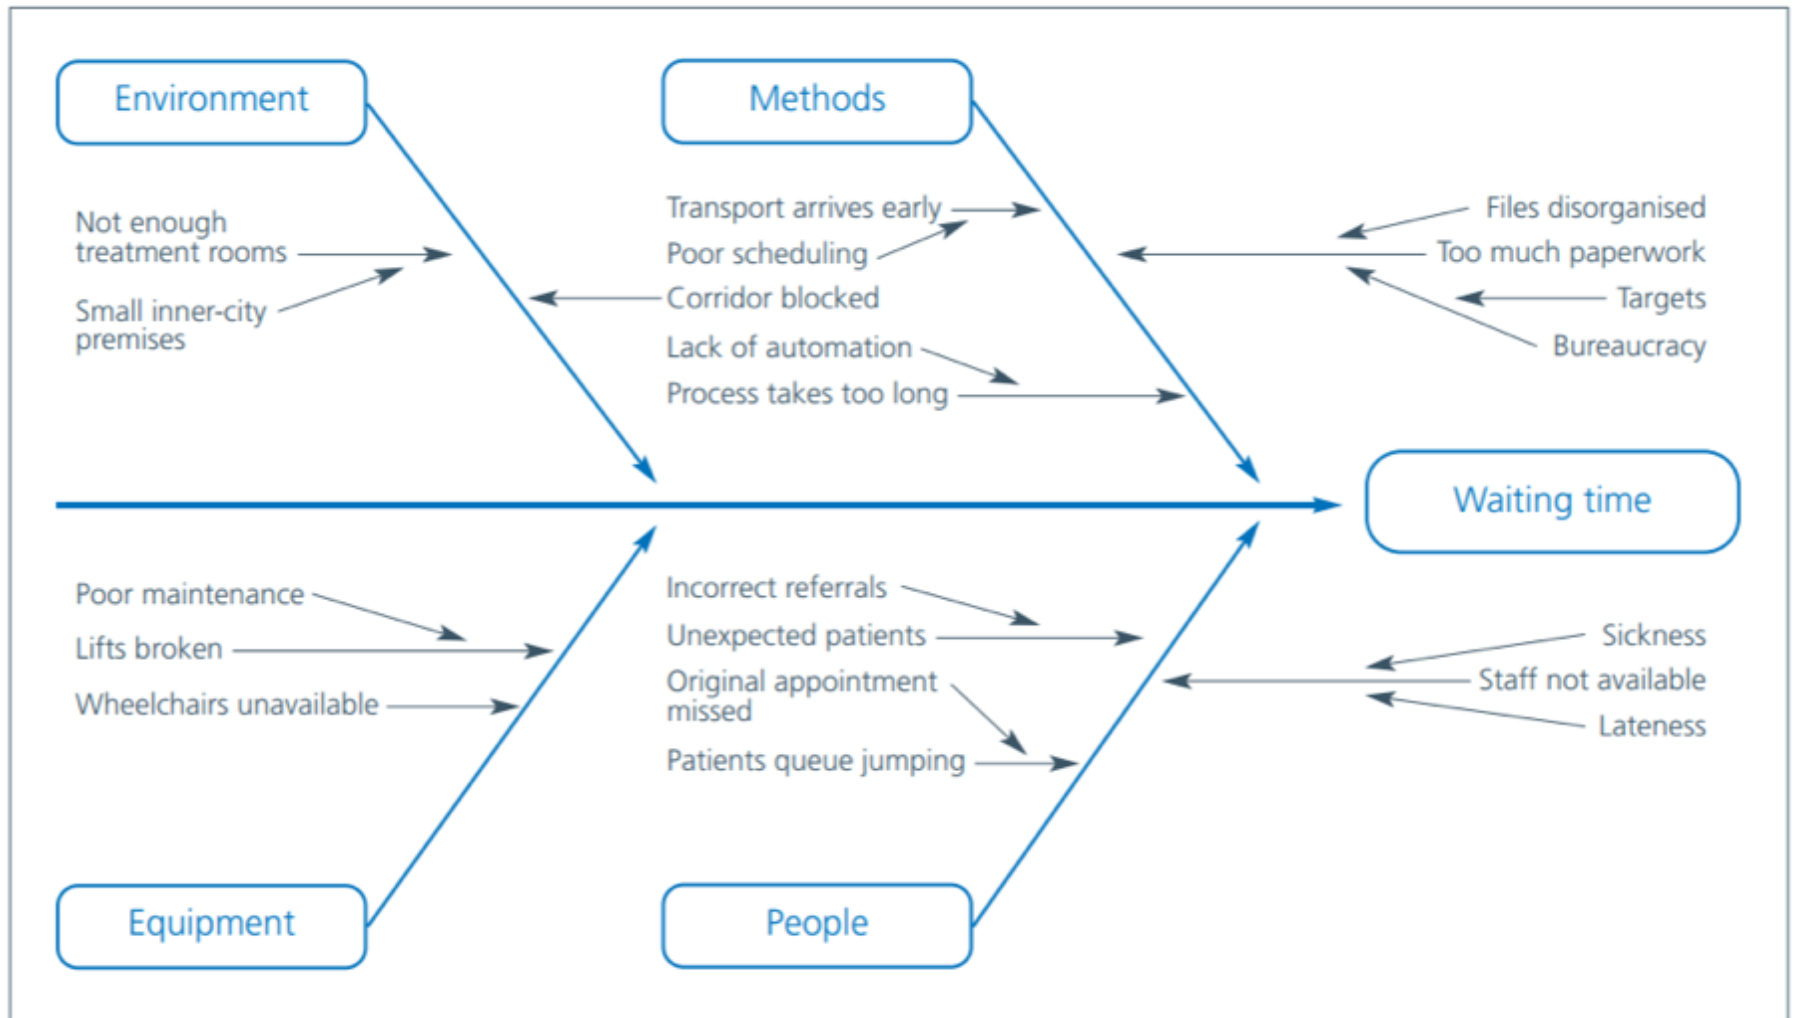 Environment
Methods
Not enough
treatment rooms
Small inner-city
premises
Transport arrives early
Poor scheduling
Corridor blocked
Lack of automation
Process takes too long
Files disorganised
Too much paperwork
Targets
Bureaucracy
Waiting time
Poor maintenance
Lifts broken
Wheelchairs unavailable
Incorrect referrals
Unexpected patients
Original appointment
missed
Patients queue jumping
Sickness
Staff not available
Lateness
Equipment
People